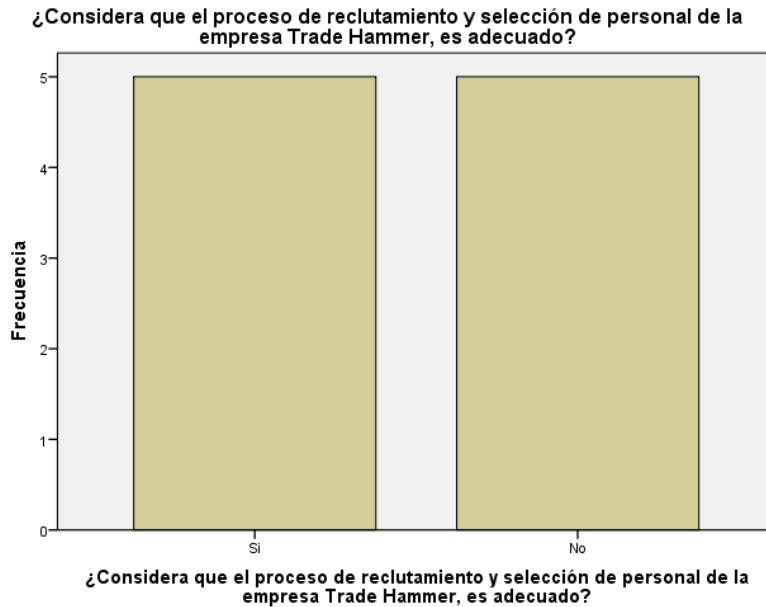 ¿Considera que el proceso de reclutamiento y selección de personal de la
empresa Trade Hammer, es adecuado?
Frecuencia
5
4
3
2
1
0
Si
No
¿Considera que el proceso de reclutamiento y selección de personal de la
empresa Trade Hammer, es adecuado?